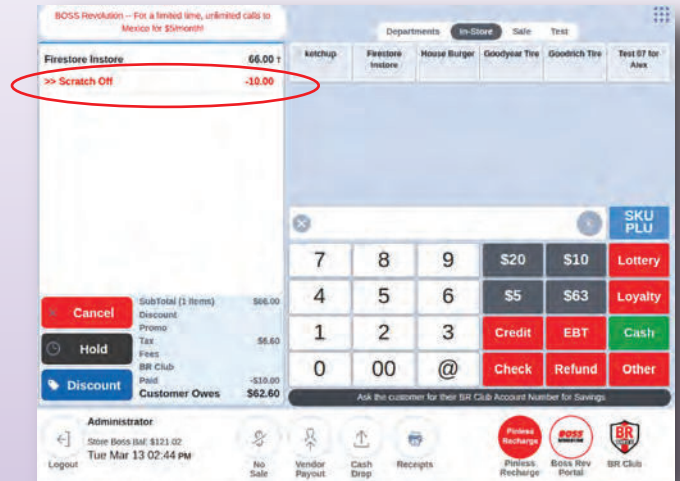 BOSS Revolution -- For a limited time, unlimited calls to
Mexico for $5/month!
Departments In-Store Sale Test
Firestore Instore 66.00 T
>> Scratch Off -10.00
ketchup
Firestore
Instore
House Burger
Goodyear Tire
Goodrich Tire
Test 07 for
Alex
SKU
PLU
7 8 9 $20 $10 Lottery
4 5 6 $5 $63 Loyalty
1 2 3 Credit EBT Cash
0 00 @ Check Refund Other
Cancel
Hold
Discount
SubTotal (1 Items) $66.00
Discount
Promo
Tax $6.60
Fees
BR Club
Paid -$10.00
Customer Owes $62.60
Ask the customer for their BR Club Account Number for Savings
Administrator
Store Boss Bal: $121.02
Tue Mar 13 02:44 PM
Logout
No
Sale
Vendor
Payout
Cash
Drop
Receipts
Pinless
Recharge
Pinless
Recharge
BOSS
REVOLUTION
Boss Rev
Portal
BR
BR Club